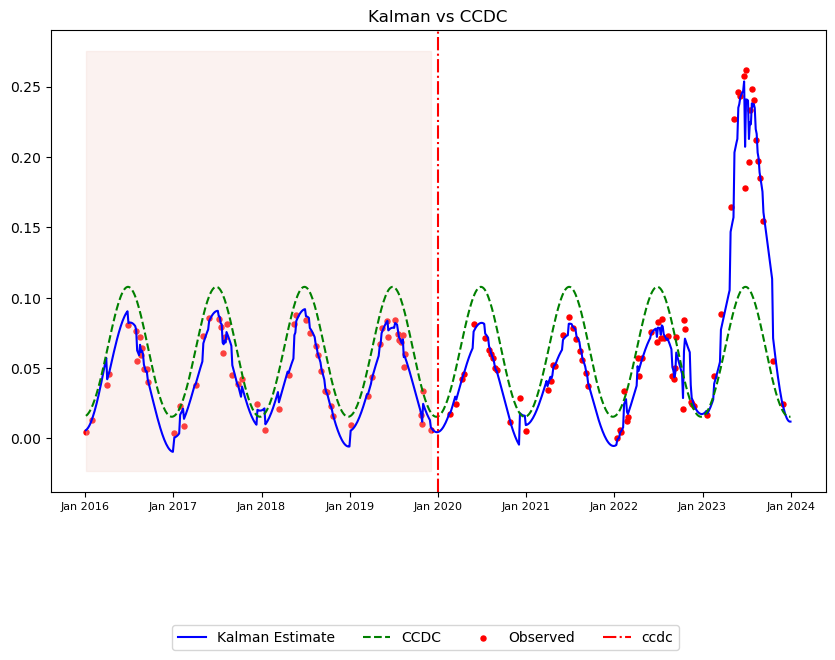 Kalman vs CCDC
0.25
0.20
0.15
0.10
0.05
0.00
Jan 2016 Jan 2017 Jan 2018 Jan 2019 Jan 2020 Jan 2021 Jan 2022 Jan 2023 Jan 2024
Kalman Estimate CCDC Observed ccdc